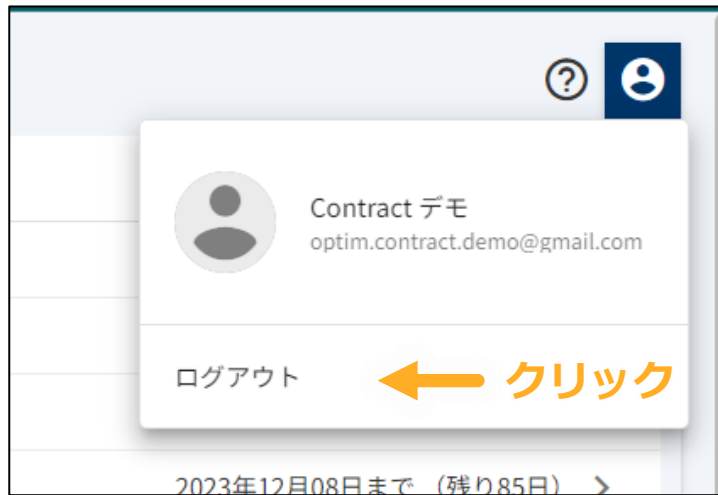 Contract デモ
optim.contract.demo@gmail.com
ログアウト
クリック
2023年12月08日まで （残り85日）